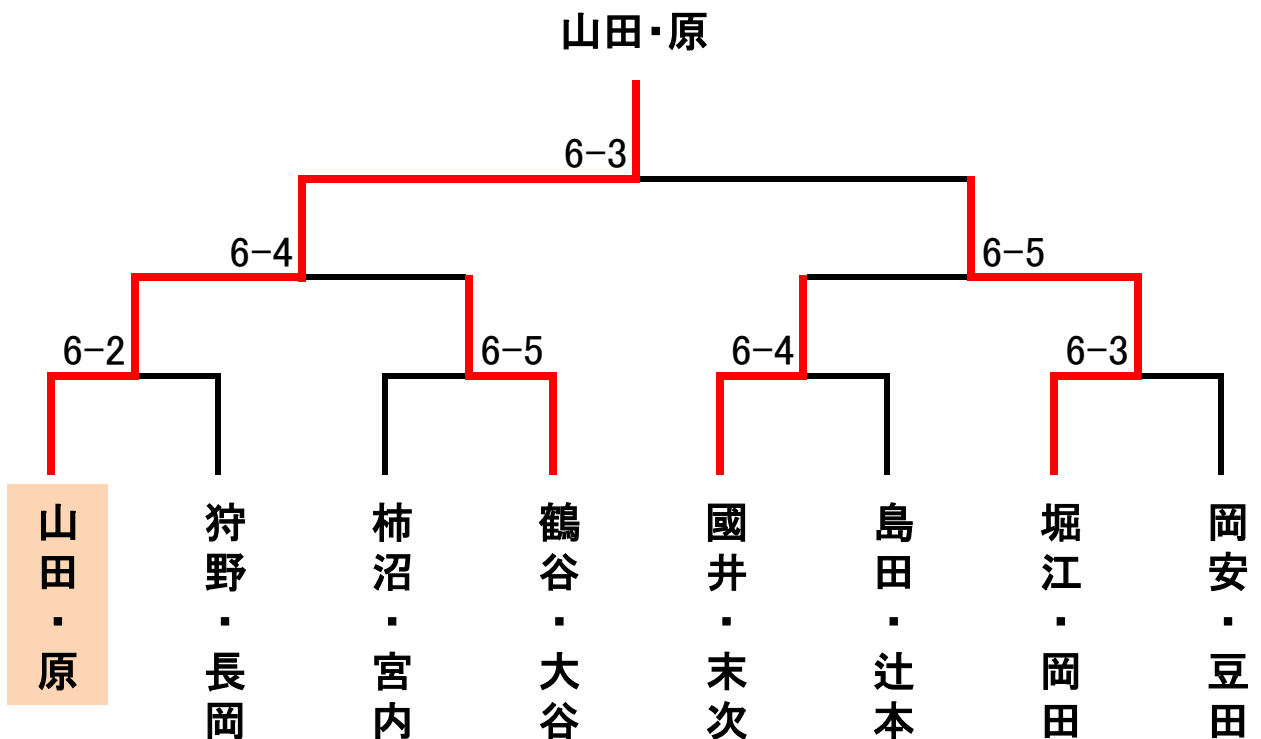 山田・原
6-3
6-4
6-5
6-2
6-5
6-4
6-3
山田・原
狩野・長岡
柿沼・宮内
鶴谷・大谷
國井・末次
島田・辻本
堀江・岡田
岡安・豆田